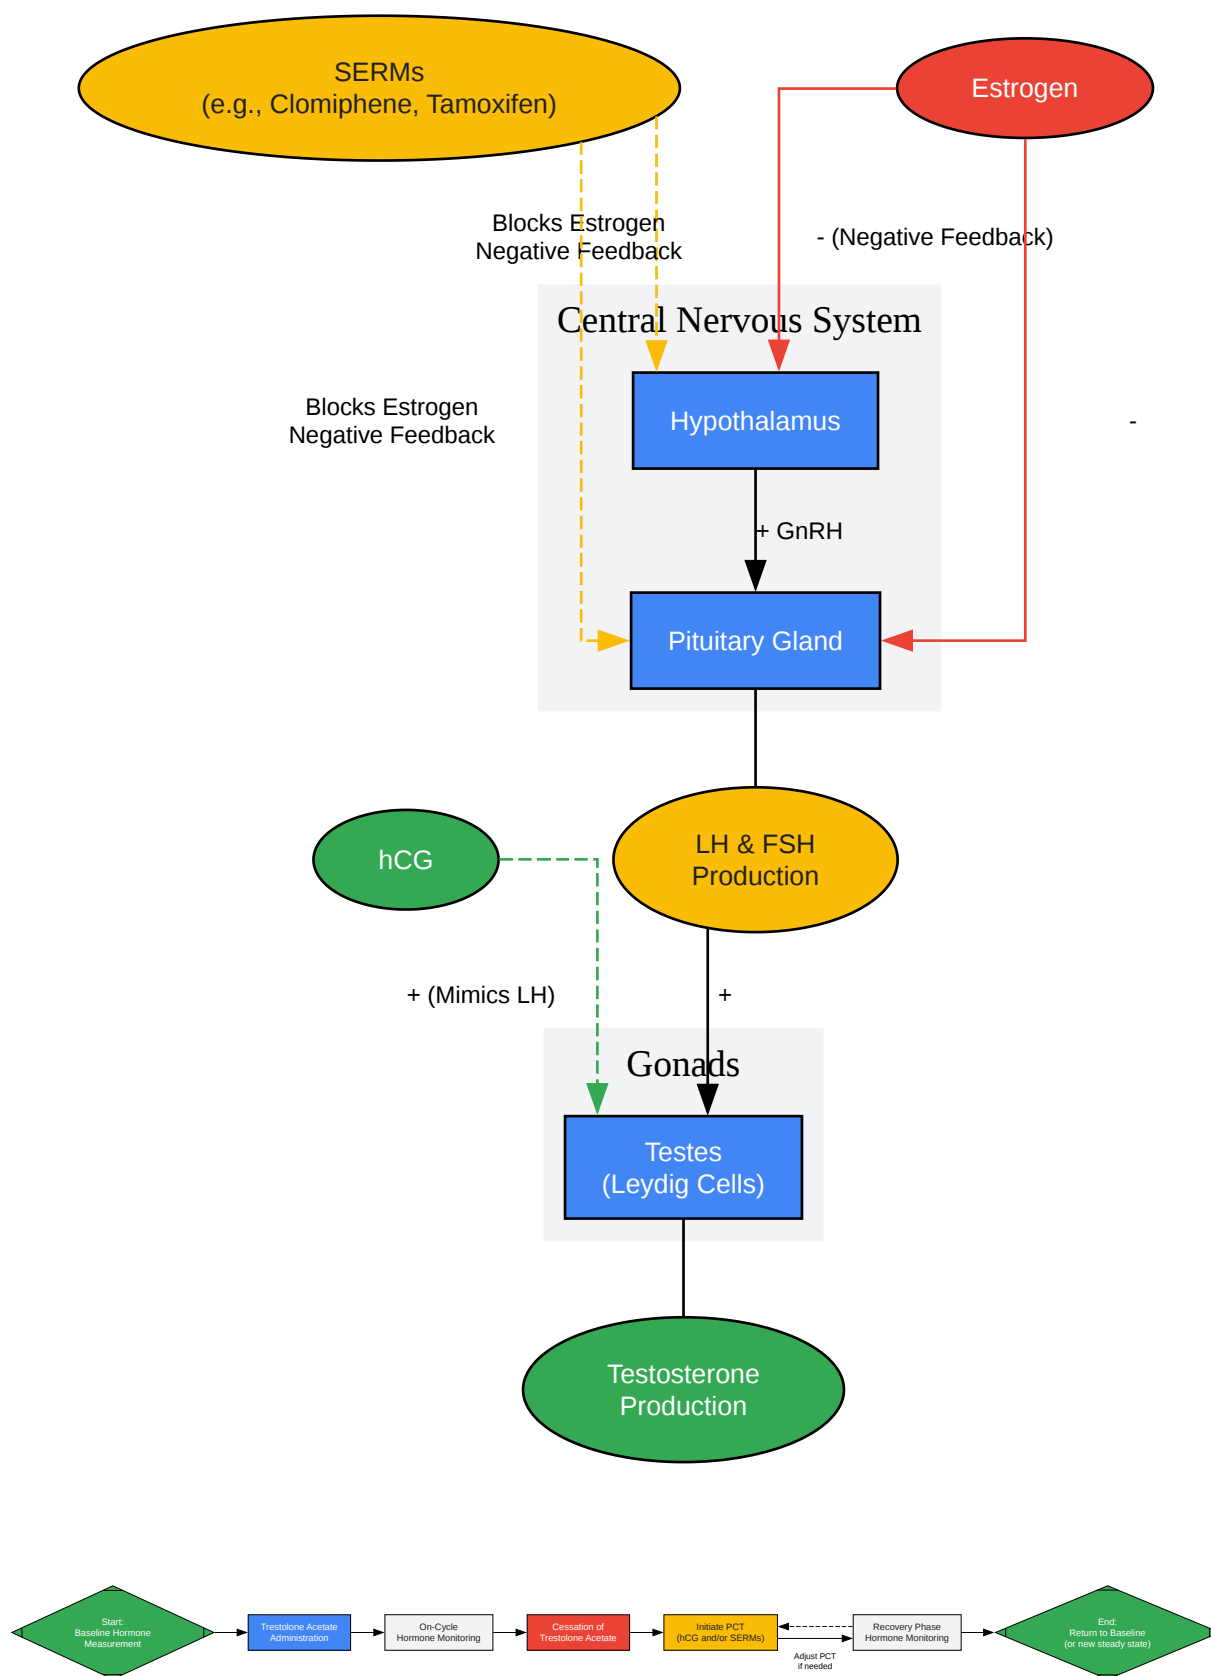 SERMs
(e.g., Clomiphene, Tamoxifen)
Estrogen
Blocks Estrogen
Negative Feedback
- (Negative Feedback)
Central Nervous System
Hypothalamus
Blocks Estrogen
Negative Feedback
-
+ GnRH
Pituitary Gland
LH & FSH
Production
hCG
+ (Mimics LH)
+
Gonads
Testes
(Leydig Cells)
Testosterone
Production
Start:
Baseline Hormone
Measurement
Trestolone Acetate
Administration
On-Cycle
Hormone Monitoring
Cessation of
Trestolone Acetate
Initiate PCT
(hCG and/or SERMs)
Adjust PCT
if needed
Recovery Phase
Hormone Monitoring
End:
Return to Baseline
(or new steady state)